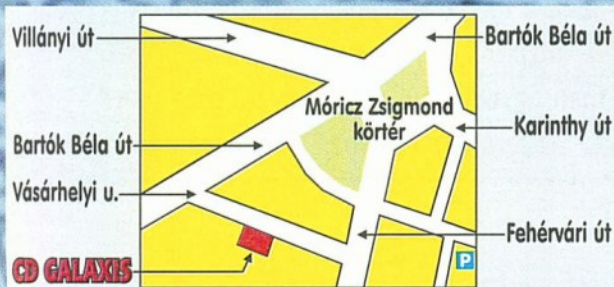 Villányi út
Bartók Béla út
Móricz Zsigmond
körtér
Karinthy út
Bartók Béla út
Vásárhelyi u.
Fehérvári út
P
CD GALAXIS